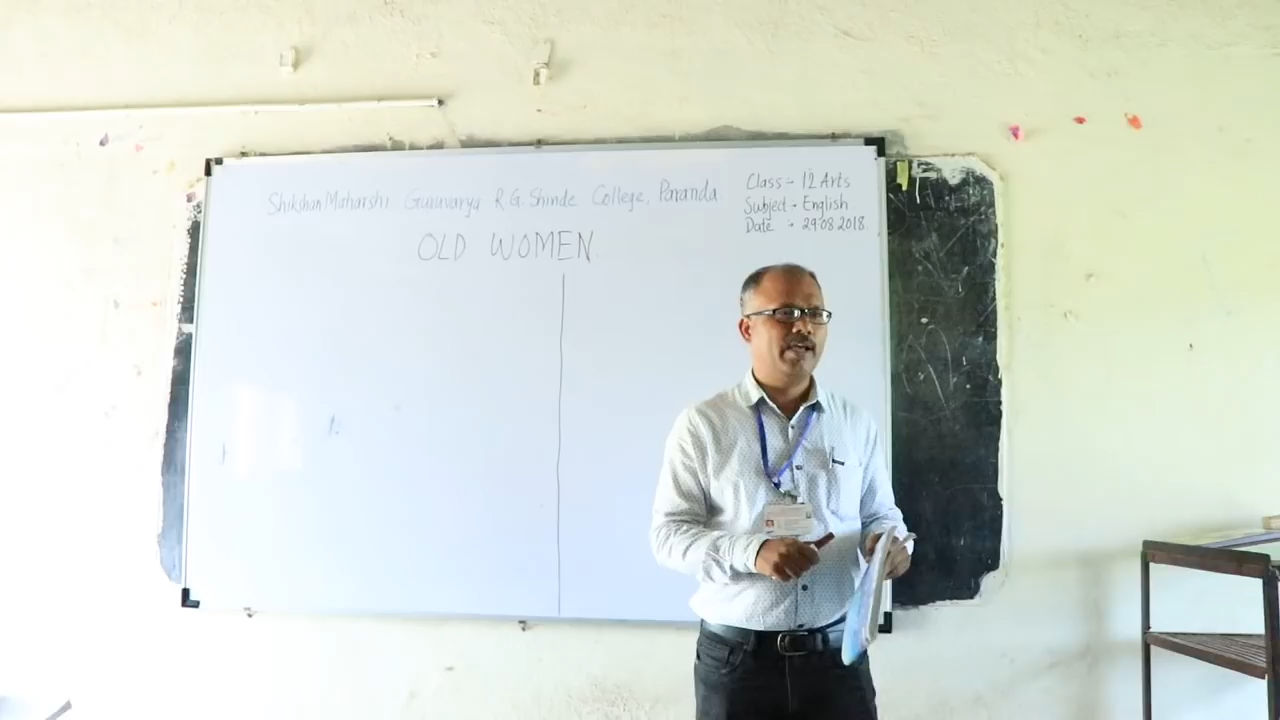 Shikshan Maharshi Guruvarya R.G. Shinde College, Paranda.
Class :- 12 Arts
Subject - English
Date :- 29.08.2018.
OLD WOMEN